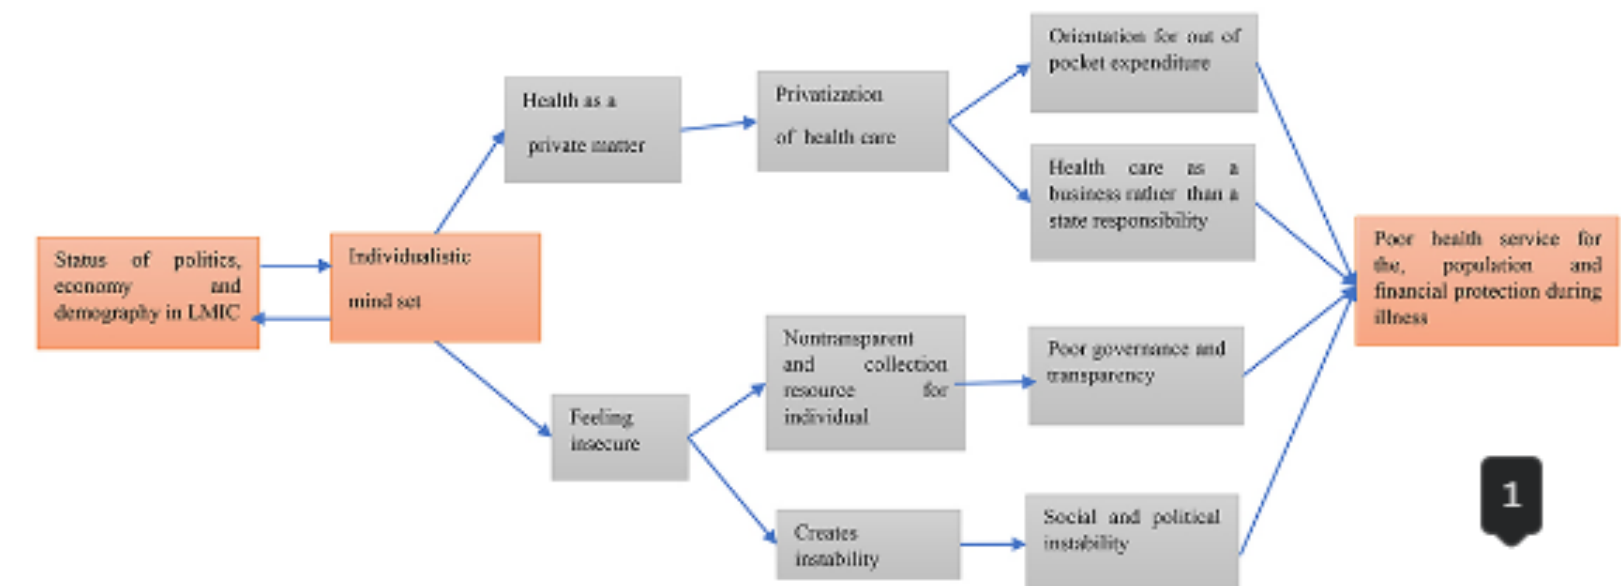 Orientation for out of
pocket expenditure
Health as a
private matter
Privatization
of health care
Health care as a
business rather than a
state responsibility
Status of politics,
economy and
demography in LMIC
Individualistic
mind set
Poor health service for
the, population and
financial protection during
illness
Nontransparent
and collection
resource for
individual
Poor governance and
transparency
Feeling
insecure
Creates
instability
Social and political
instability
1